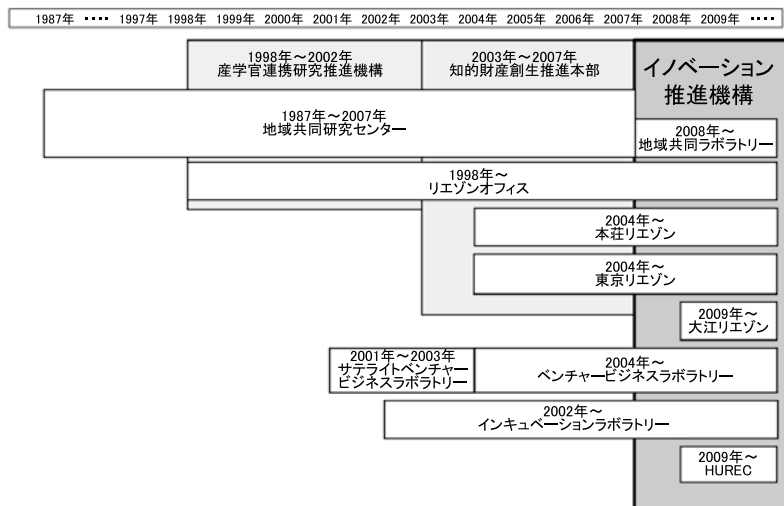 1987年 ···· 1997年 1998年 1999年 2000年 2001年 2002年 2003年 2004年 2005年 2006年 2007年 2008年 2009年 ····
1998年～2002年
産学官連携研究推進機構
2003年～2007年
知的財産創生推進本部
イノベーション
推進機構
1987年～2007年
地域共同研究センター
2008年～
地域共同ラボラトリー
1998年～
リエゾンオフィス
2004年～
本荘リエゾン
2004年～
東京リエゾン
2009年～
大江リエゾン
2001年～2003年
サテライトベンチャー
ビジネスラボラトリー
2004年～
ベンチャービジネスラボラトリー
2002年～
インキュベーションラボラトリー
2009年～
HUREC